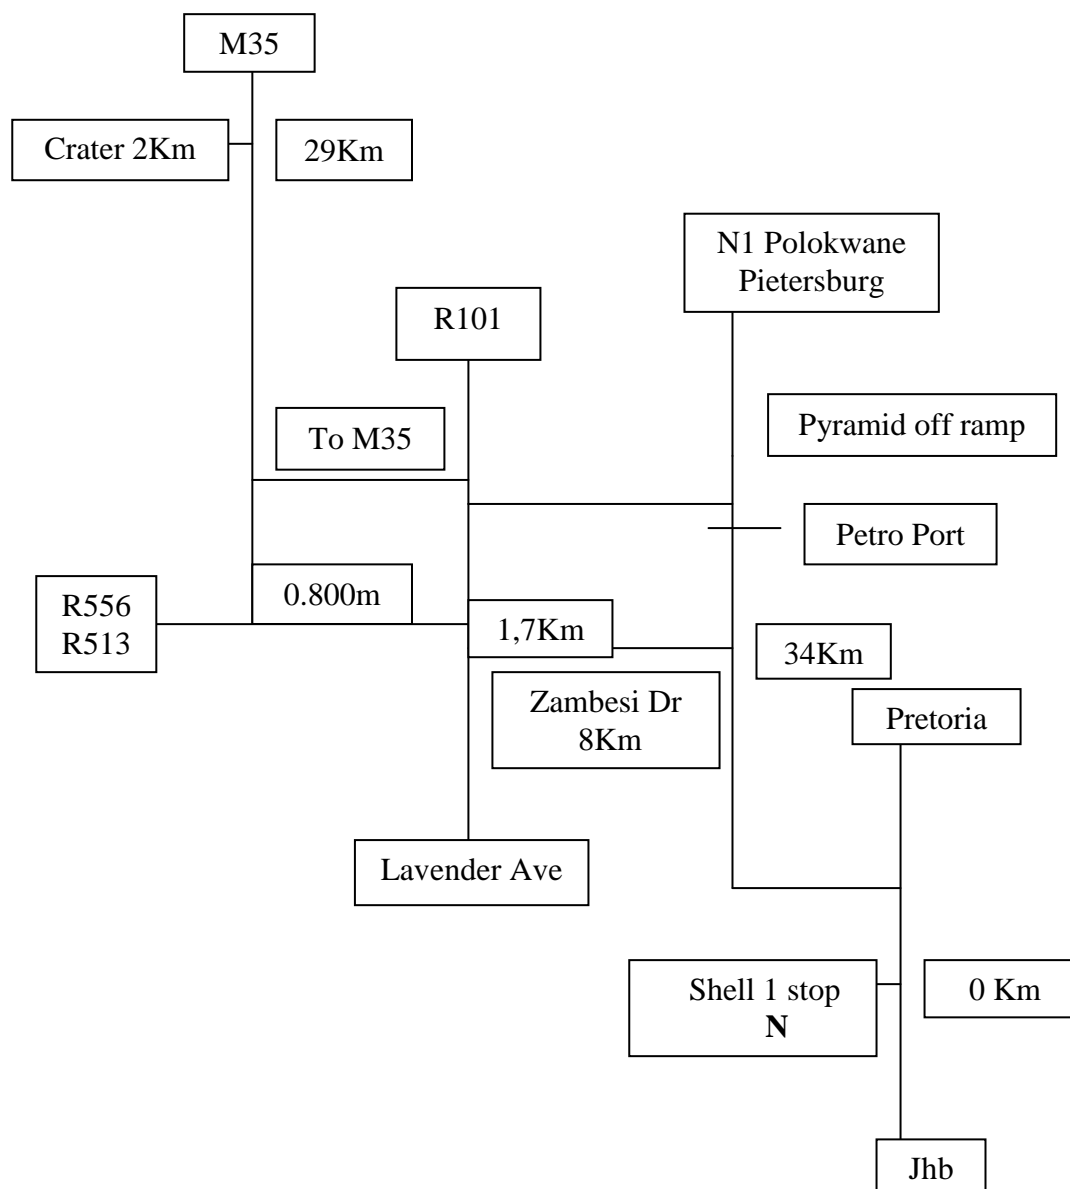 M35
Crater 2Km
29Km
N1 Polokwane
Pietersburg
R101
Pyramid off ramp
To M35
Petro Port
R556
R513
0.800m
1,7Km
34Km
Zambesi Dr
8Km
Pretoria
Lavender Ave
Shell 1 stop
N
0 Km
Jhb